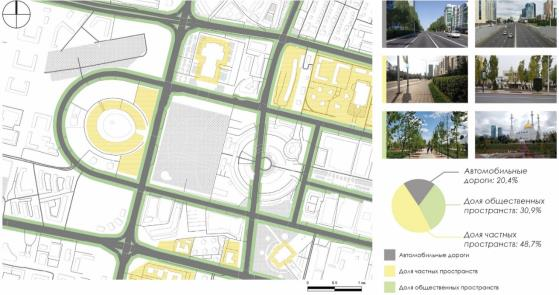 Автомобильные
дороги: 20,4%
Доля общественных
пространств: 30,9%
Доля частных
пространств: 48,7%
Автомобильные дороги
Доля частных пространств
Доля общественных пространств